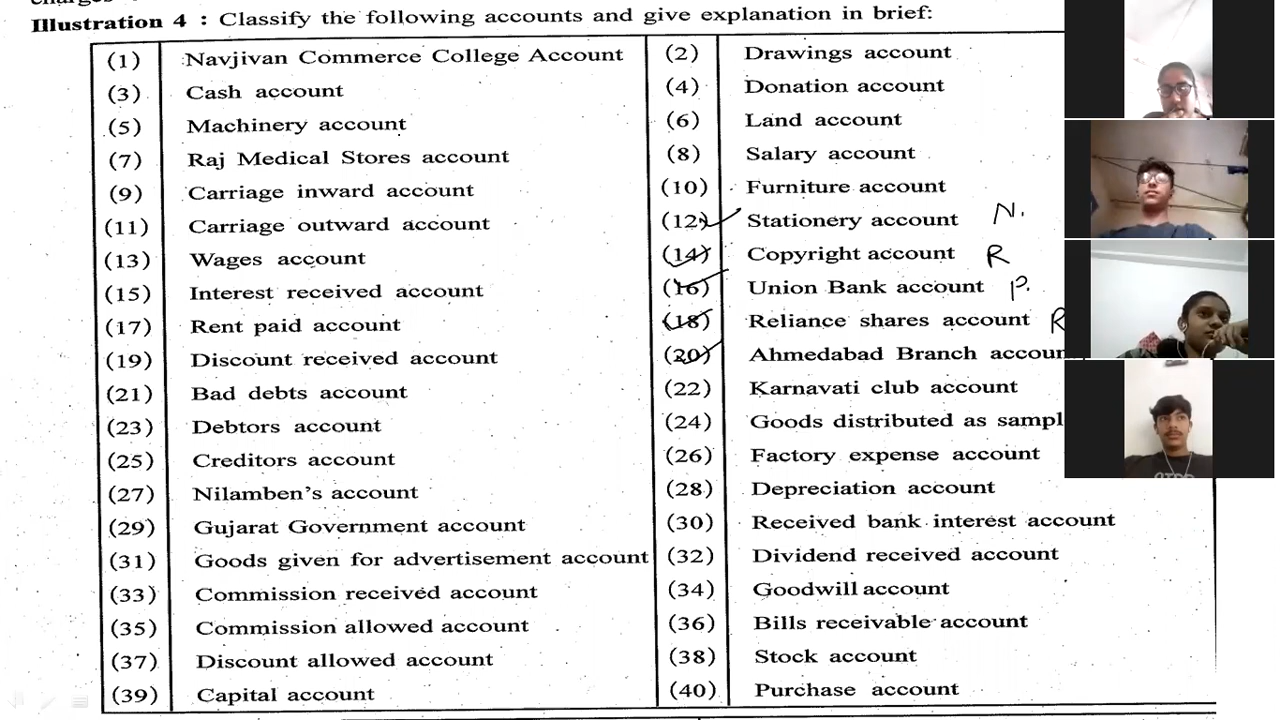 Illustration 4 : Classify the following accounts and give explanation in brief:
(1) Navjivan Commerce College Account (2) Drawings account
(3) Cash account (4) Donation account
(5) Machinery account (6) Land account
(7) Raj Medical Stores account (8) Salary account
(9) Carriage inward account (10) Furniture account
(11) Carriage outward account (12) Stationery account N.
(13) Wages account (14) Copyright account R
(15) Interest received account (16) Union Bank account P.
(17) Rent paid account (18) Reliance shares account R
(19) Discount received account (20) Ahmedabad Branch accoun
(21) Bad debts account (22) Karnavati club account
(23) Debtors account (24) Goods distributed as sampl
(25) Creditors account (26) Factory expense account
(27) Nilamben's account (28) Depreciation account
(29) Gujarat Government account (30) Received bank interest account
(31) Goods given for advertisement account (32) Dividend received account
(33) Commission received account (34) Goodwill account
(35) Commission allowed account (36) Bills receivable account
(37) Discount allowed account (38) Stock account
(39) Capital account (40) Purchase account